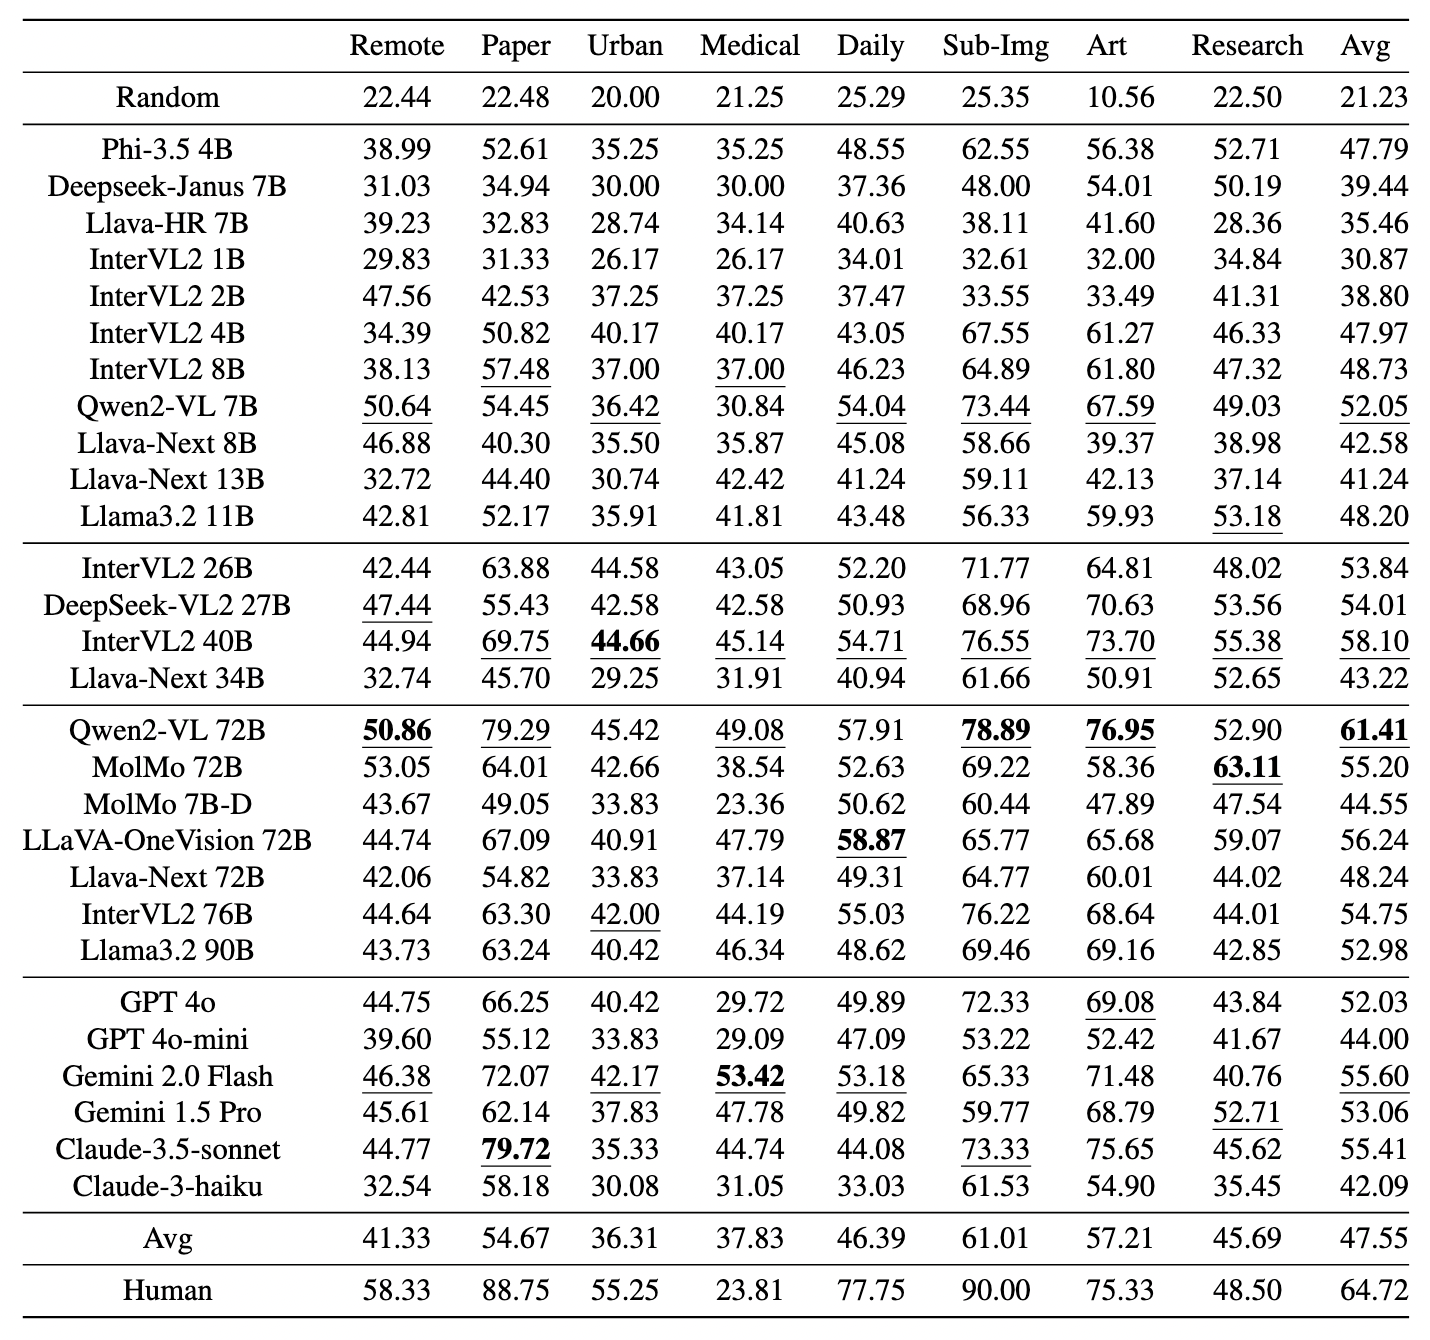 Remote Paper Urban Medical Daily Sub-Img Art Research Avg
Random 22.44 22.48 20.00 21.25 25.29 25.35 10.56 22.50 21.23
Phi-3.5 4B 38.99 52.61 35.25 35.25 48.55 62.55 56.38 52.71 47.79
Deepseek-Janus 7B 31.03 34.94 30.00 30.00 37.36 48.00 54.01 50.19 39.44
Llava-HR 7B 39.23 32.83 28.74 34.14 40.63 38.11 41.60 28.36 35.46
InterVL2 1B 29.83 31.33 26.17 26.17 34.01 32.61 32.00 34.84 30.87
InterVL2 2B 47.56 42.53 37.25 37.25 37.47 33.55 33.49 41.31 38.80
InterVL2 4B 34.39 50.82 40.17 40.17 43.05 67.55 61.27 46.33 47.97
InterVL2 8B 38.13 57.48 37.00 37.00 46.23 64.89 61.80 47.32 48.73
Qwen2-VL 7B 50.64 54.45 36.42 30.84 54.04 73.44 67.59 49.03 52.05
Llava-Next 8B 46.88 40.30 35.50 35.87 45.08 58.66 39.37 38.98 42.58
Llava-Next 13B 32.72 44.40 30.74 42.42 41.24 59.11 42.13 37.14 41.24
Llama3.2 11B 42.81 52.17 35.91 41.81 43.48 56.33 59.93 53.18 48.20
InterVL2 26B 42.44 63.88 44.58 43.05 52.20 71.77 64.81 48.02 53.84
DeepSeek-VL2 27B 47.44 55.43 42.58 42.58 50.93 68.96 70.63 53.56 54.01
InterVL2 40B 44.94 69.75 44.66 45.14 54.71 76.55 73.70 55.38 58.10
Llava-Next 34B 32.74 45.70 29.25 31.91 40.94 61.66 50.91 52.65 43.22
Qwen2-VL 72B 50.86 79.29 45.42 49.08 57.91 78.89 76.95 52.90 61.41
MolMo 72B 53.05 64.01 42.66 38.54 52.63 69.22 58.36 63.11 55.20
MolMo 7B-D 43.67 49.05 33.83 23.36 50.62 60.44 47.89 47.54 44.55
LLaVA-OneVision 72B 44.74 67.09 40.91 47.79 58.87 65.77 65.68 59.07 56.24
Llava-Next 72B 42.06 54.82 33.83 37.14 49.31 64.77 60.01 44.02 48.24
InterVL2 76B 44.64 63.30 42.00 44.19 55.03 76.22 68.64 44.01 54.75
Llama3.2 90B 43.73 63.24 40.42 46.34 48.62 69.46 69.16 42.85 52.98
GPT 4o 44.75 66.25 40.42 29.72 49.89 72.33 69.08 43.84 52.03
GPT 4o-mini 39.60 55.12 33.83 29.09 47.09 53.22 52.42 41.67 44.00
Gemini 2.0 Flash 46.38 72.07 42.17 53.42 53.18 65.33 71.48 40.76 55.60
Gemini 1.5 Pro 45.61 62.14 37.83 47.78 49.82 59.77 68.79 52.71 53.06
Claude-3.5-sonnet 44.77 79.72 35.33 44.74 44.08 73.33 75.65 45.62 55.41
Claude-3-haiku 32.54 58.18 30.08 31.05 33.03 61.53 54.90 35.45 42.09
Avg 41.33 54.67 36.31 37.83 46.39 61.01 57.21 45.69 47.55
Human 58.33 88.75 55.25 23.81 77.75 90.00 75.33 48.50 64.72